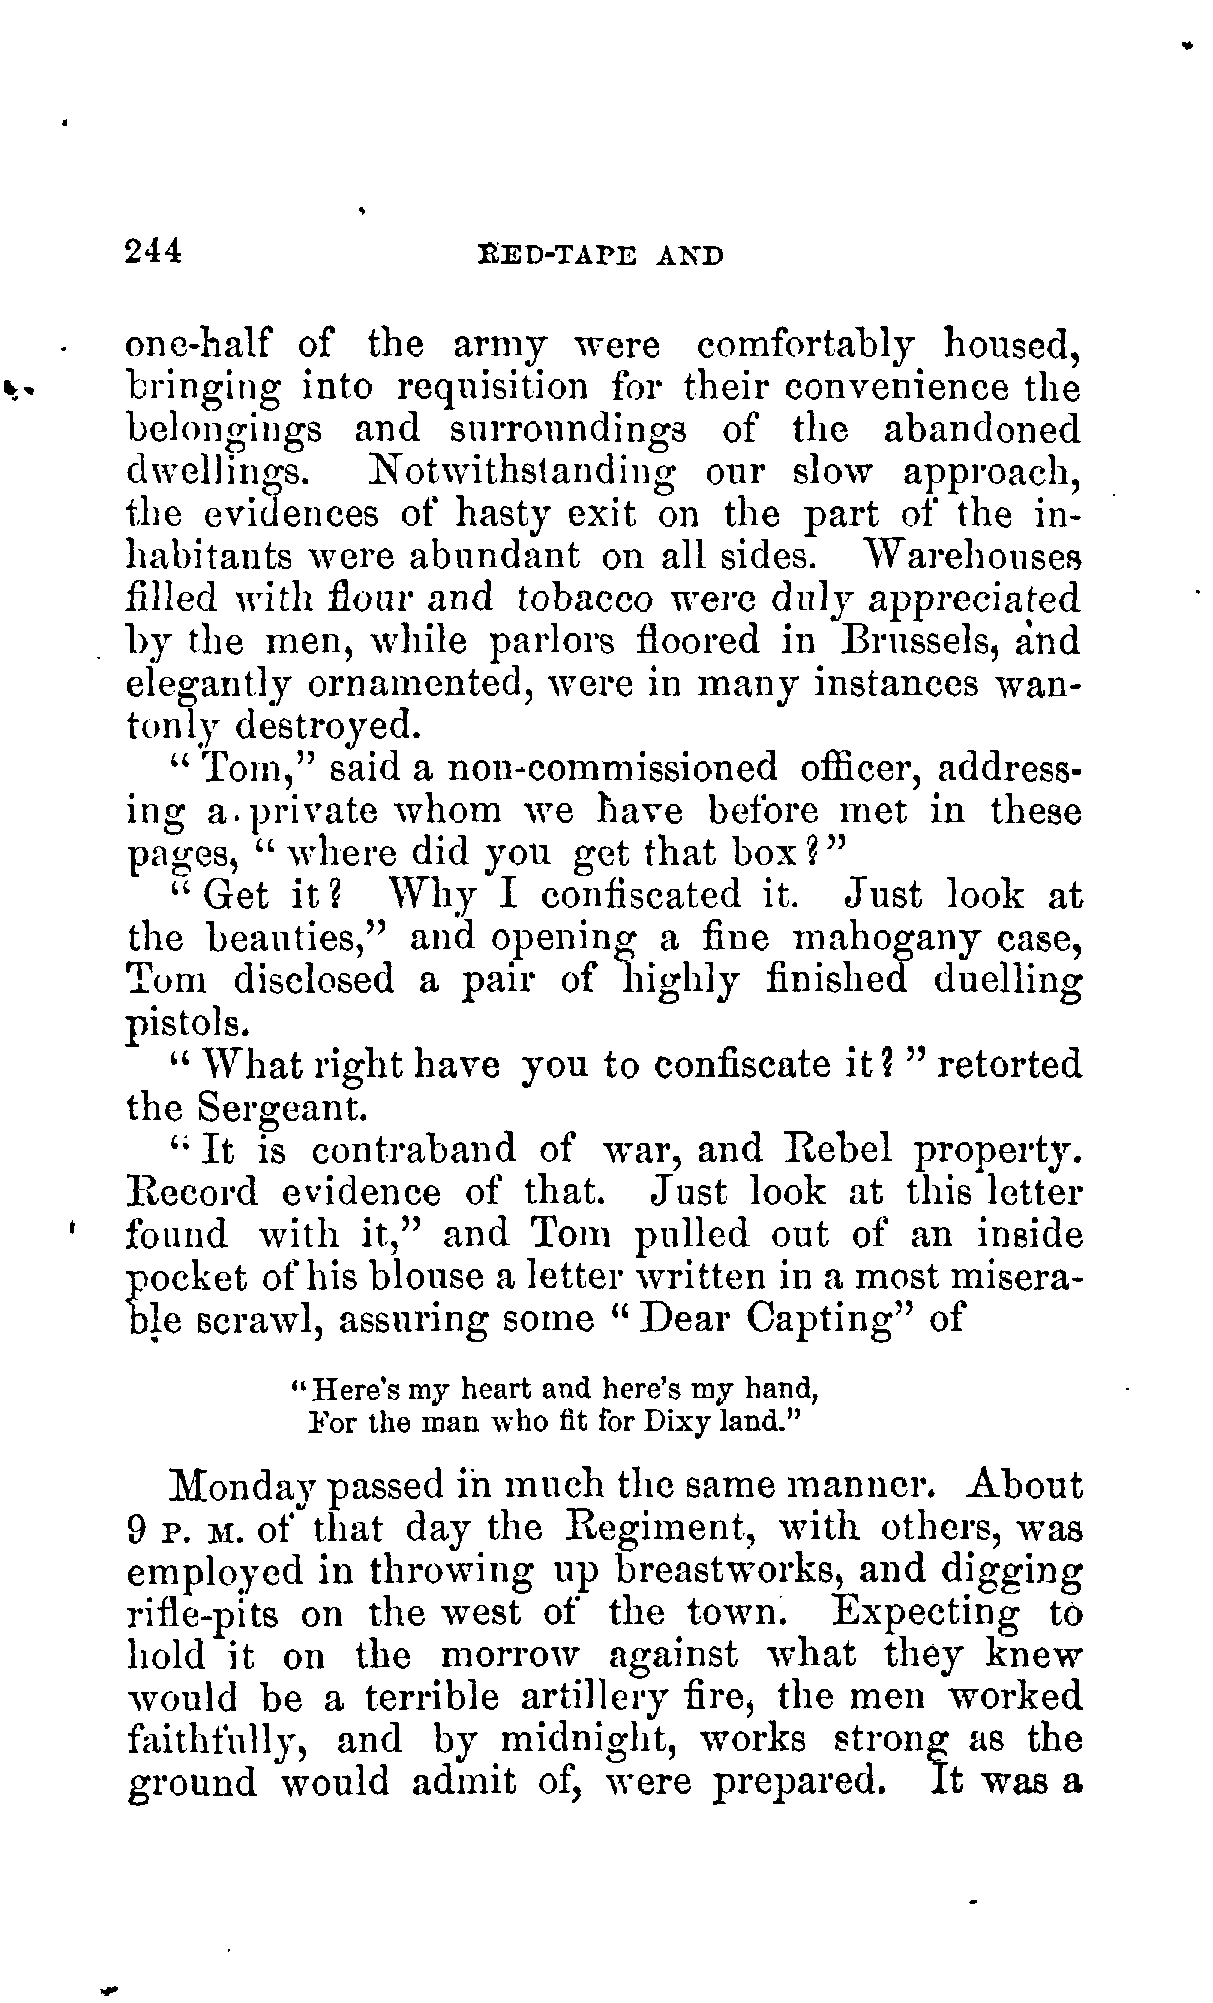 244 RED-TAPE AND
one-half of the army were comfortably housed,
bringing into requisition for their convenience the
belongings and surroundings of the abandoned
dwellings. Notwithstanding our slow approach,
the evidences of hasty exit on the part of the in-
habitants were abundant on all sides. Warehouses
filled with flour and tobacco were duly appreciated
by the men, while parlors floored in Brussels, and
elegantly ornamented, were in many instances wan-
tonly destroyed.
" Tom," said a non-commissioned officer, address-
ing a private whom we have before met in these
pages, " where did you get that box?"
" Get it? Why I confiscated it. Just look at
the beauties," and opening a fine mahogany case,
Tom disclosed a pair of highly finished duelling
pistols.
" What right have you to confiscate it? " retorted
the Sergeant.
" It is contraband of war, and Rebel property.
Record evidence of that. Just look at this letter
found with it," and Tom pulled out of an inside
pocket of his blouse a letter written in a most misera-
ble scrawl, assuring some " Dear Capting" of
"Here's my heart and here's my hand,
For the man who fit for Dixy land."
Monday passed in much the same manner. About
9 P. M. of that day the Regiment, with others, was
employed in throwing up breastworks, and digging
rifle-pits on the west of the town. Expecting to
hold it on the morrow against what they knew
would be a terrible artillery fire, the men worked
faithfully, and by midnight, works strong as the
ground would admit of, were prepared. It was a